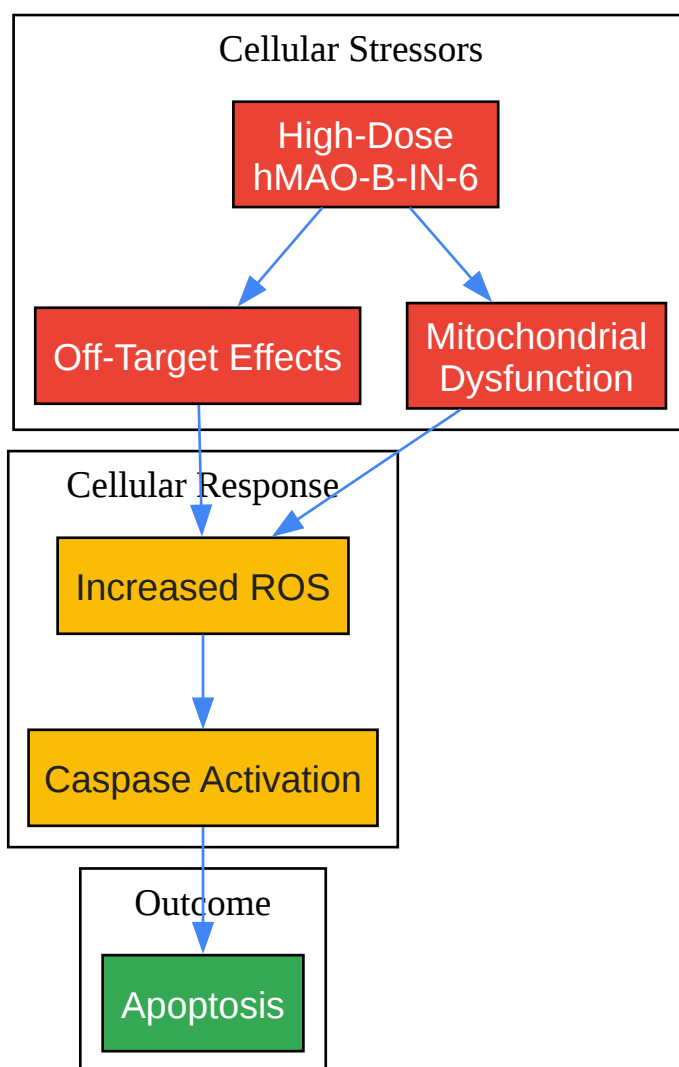 Cellular Stressors
High-Dose
hMAO-B-IN-6
Off-Target Effects
Mitochondrial
Dysfunction
Cellular Response
Increased ROS
Caspase Activation
Outcome
Apoptosis